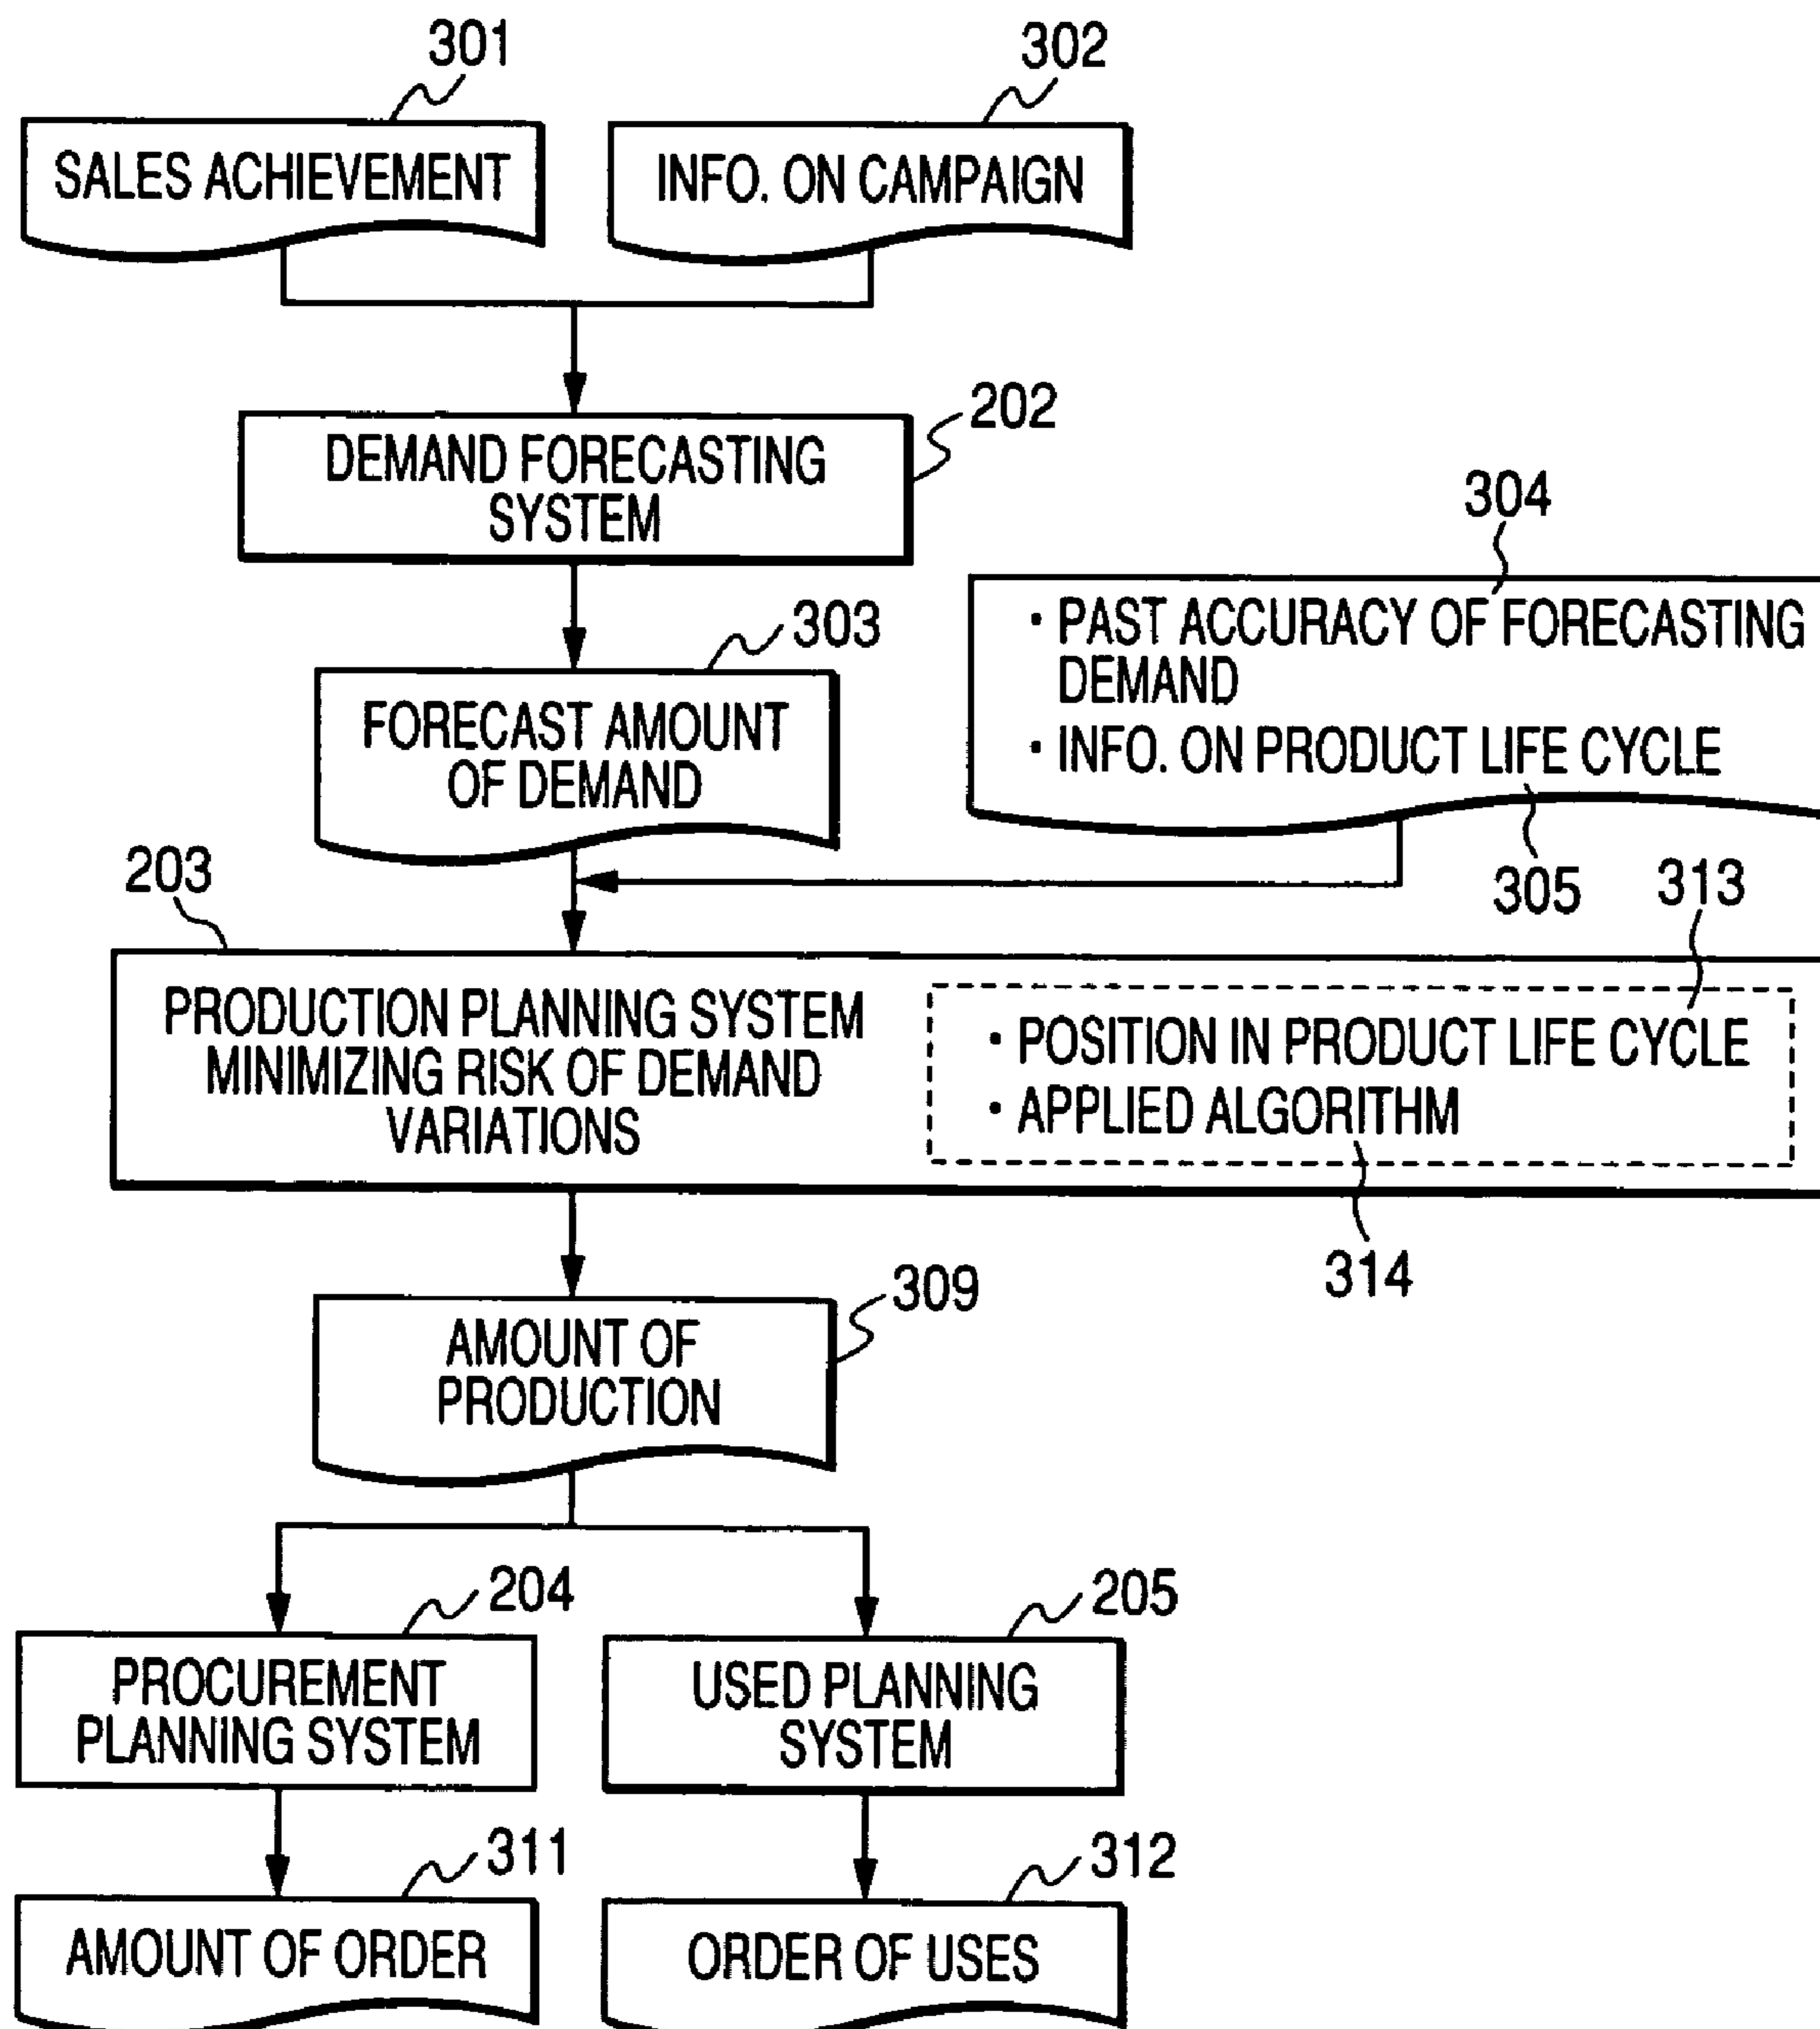 301
302
SALES ACHIEVEMENT
INFO. ON CAMPAIGN
202
DEMAND FORECASTING
SYSTEM
304
303
· PAST ACCURACY OF FORECASTING
DEMAND
· INFO. ON PRODUCT LIFE CYCLE
FORECAST AMOUNT
OF DEMAND
203
305
313
PRODUCTION PLANNING SYSTEM
MINIMIZING RISK OF DEMAND
VARIATIONS
· POSITION IN PRODUCT LIFE CYCLE
· APPLIED ALGORITHM
314
309
AMOUNT OF
PRODUCTION
204
205
PROCUREMENT
PLANNING SYSTEM
USED PLANNING
SYSTEM
311
312
AMOUNT OF ORDER
ORDER OF USES